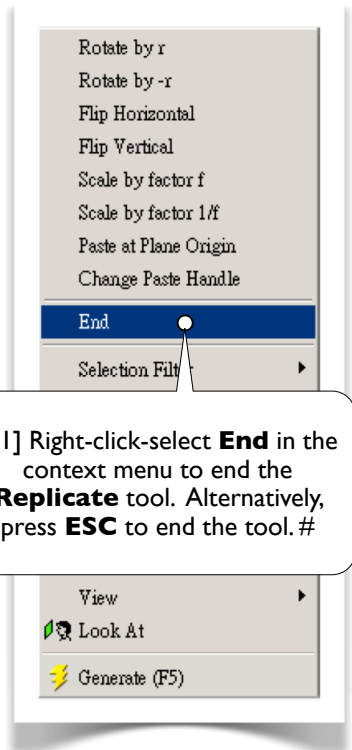 Rotate by r
Rotate by -r
Flip Horizontal
Flip Vertical
Scale by factor f
Scale by factor 1/f
Paste at Plane Origin
Change Paste Handle
End
Selection Filter
1] Right-click-select End in the
context menu to end the
Replicate tool. Alternatively,
press ESC to end the tool. #
View
Look At
Generate (F5)